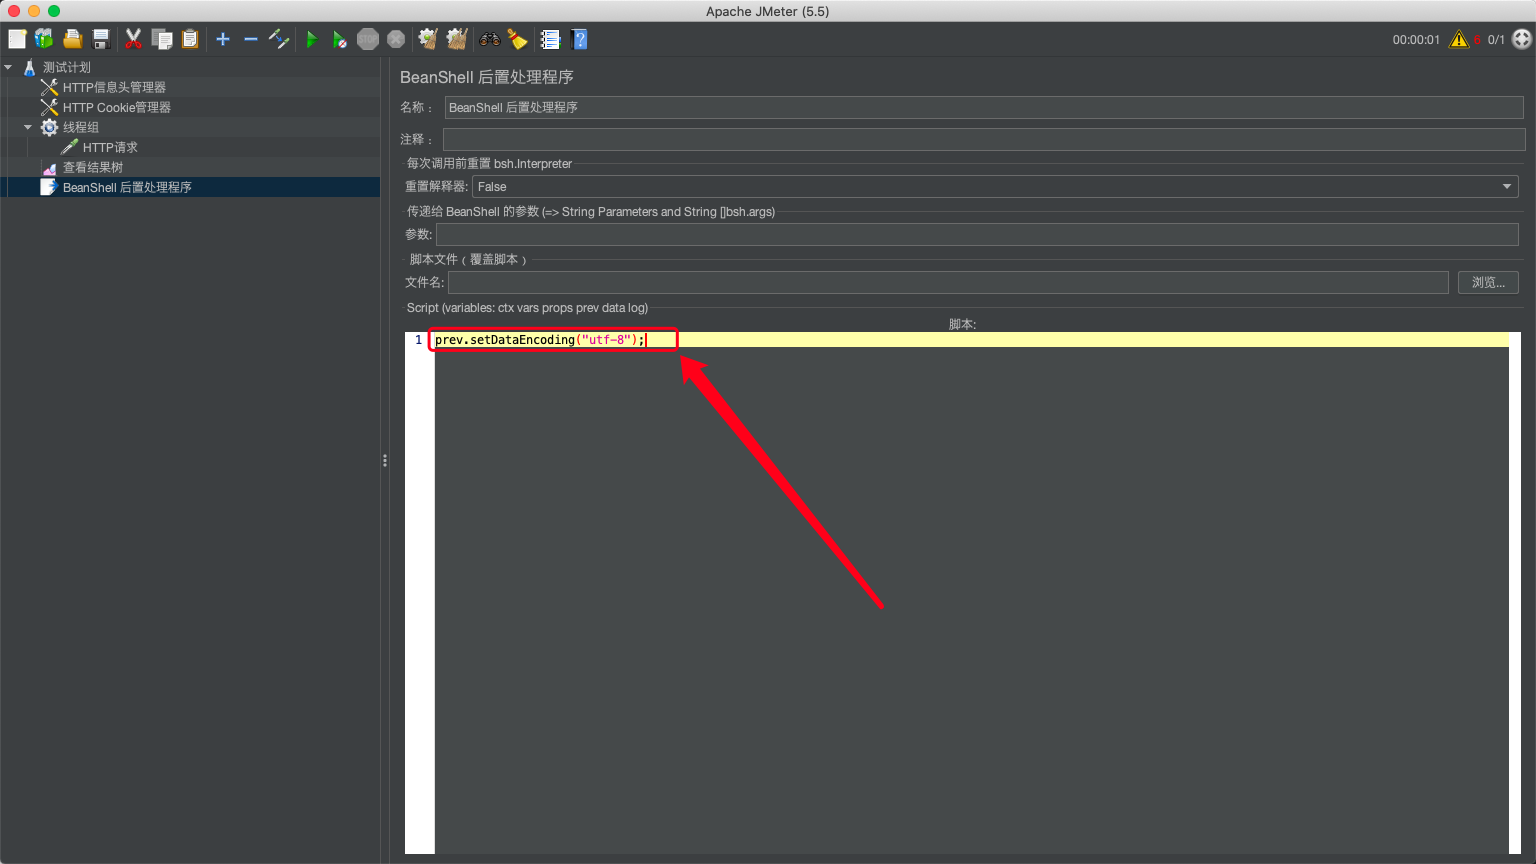 Apache JMeter (5.5)
STOP
00:00:01
6
0/1
测试计划
HTTP信息头管理器
HTTP Cookie管理器
线程组
HTTP请求
查看结果树
BeanShell 后置处理程序
BeanShell 后置处理程序
名称：
BeanShell 后置处理程序
注释：
每次调用前重置 bsh.Interpreter
重置解释器:
False
传递给 BeanShell 的参数 (=> String Parameters and String []bsh.args)
参数:
脚本文件（覆盖脚本）
文件名:
浏览...
Script (variables: ctx vars props prev data log)
脚本:
1
prev.setDataEncoding("utf-8");